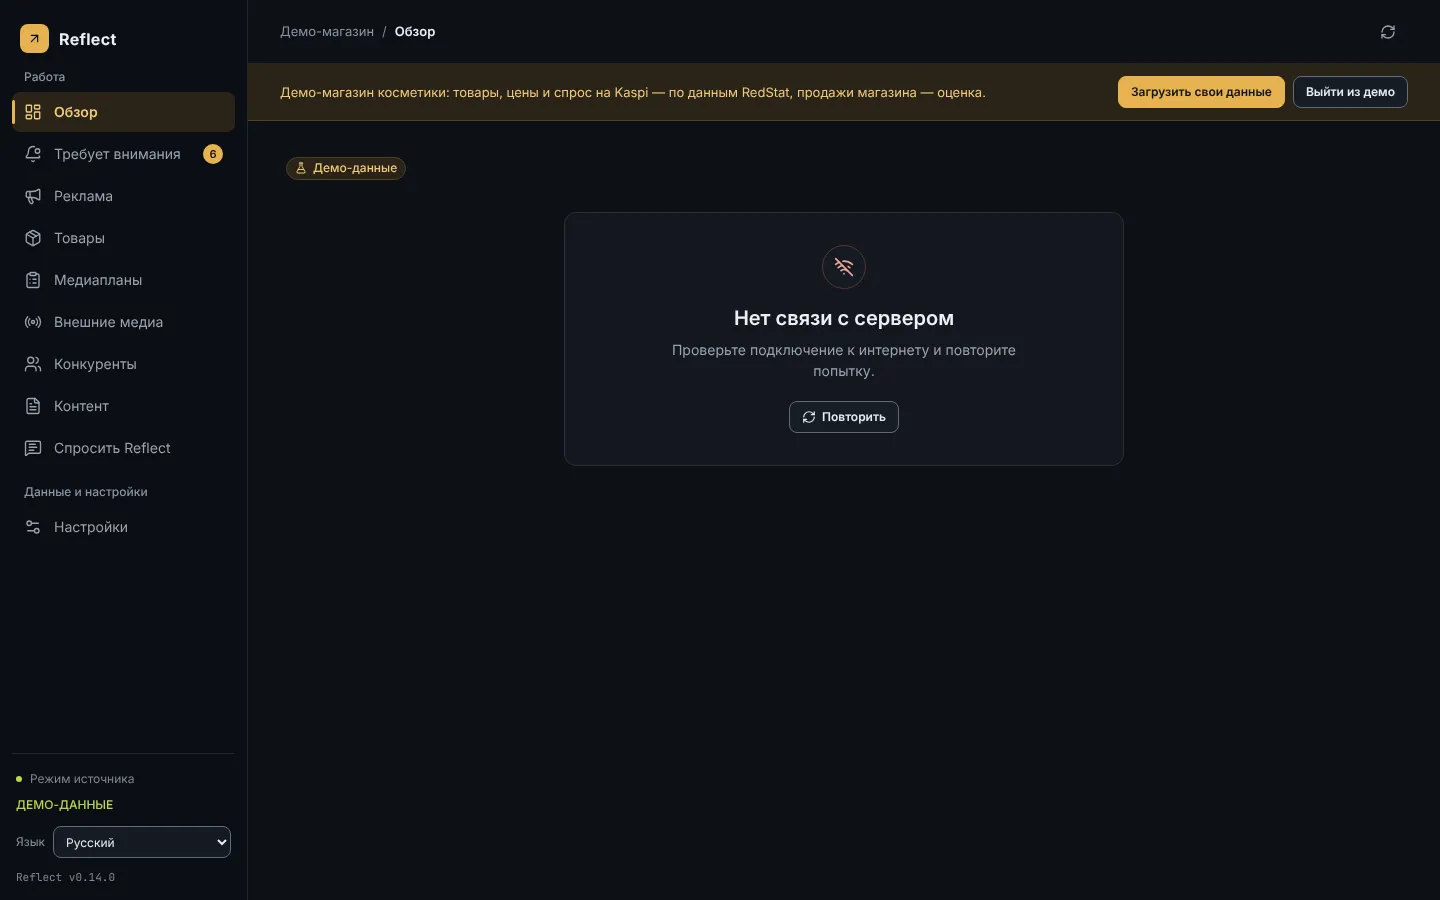 Reflect
Работа
Обзор
Требует внимания 6
Реклама
Товары
Медиапланы
Внешние медиа
Конкуренты
Контент
Спросить Reflect
Данные и настройки
Настройки
Режим источника
ДЕМО-ДАННЫЕ
Язык Русский
Reflect v0.14.0
Демо-магазин / Обзор
Демо-магазин косметики: товары, цены и спрос на Kaspi — по данным RedStat, продажи магазина — оценка.
Загрузить свои данные
Выйти из демо
Демо-данные
Нет связи с сервером
Проверьте подключение к интернету и повторите
попытку.
Повторить